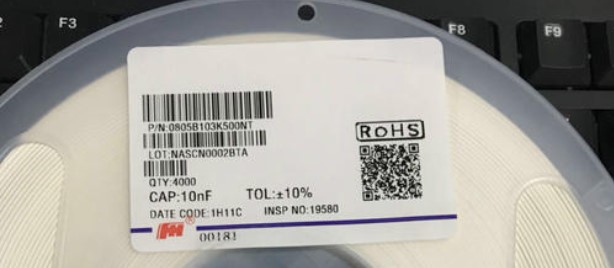 F3
F8
F9
P/N:0805B103K500NT
RoHS
LOT:NASCN0002BTA
QTY:4000
CAP:10nF TOL:±10%
DATE CODE:1H11C INSP NO:19580
FH®
00181